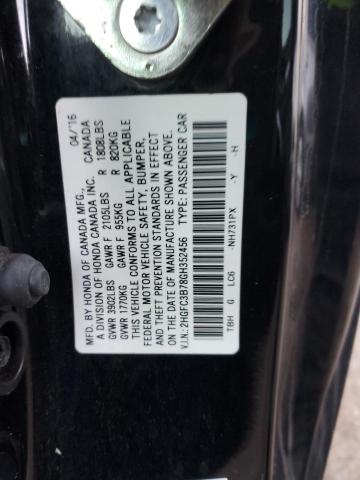 MFD. BY HONDA OF CANADA MFG., 04/'16
A DIVISION OF HONDA CANADA INC. CANADA
GVWR 3902LBS GAWR F 2105LBS R 1808LBS
GVWR 1770KG GAWR F 955KG R 820KG
THIS VEHICLE CONFORMS TO ALL APPLICABLE
FEDERAL MOTOR VEHICLE SAFETY, BUMPER,
AND THEFT PREVENTION STANDARDS IN EFFECT
ON THE DATE OF MANUFACTURE SHOWN ABOVE.
V.I.N.: 2HGFC3B78GH352456 TYPE: PASSENGER CAR
TBH G LC6 -NH731PX -Y -H